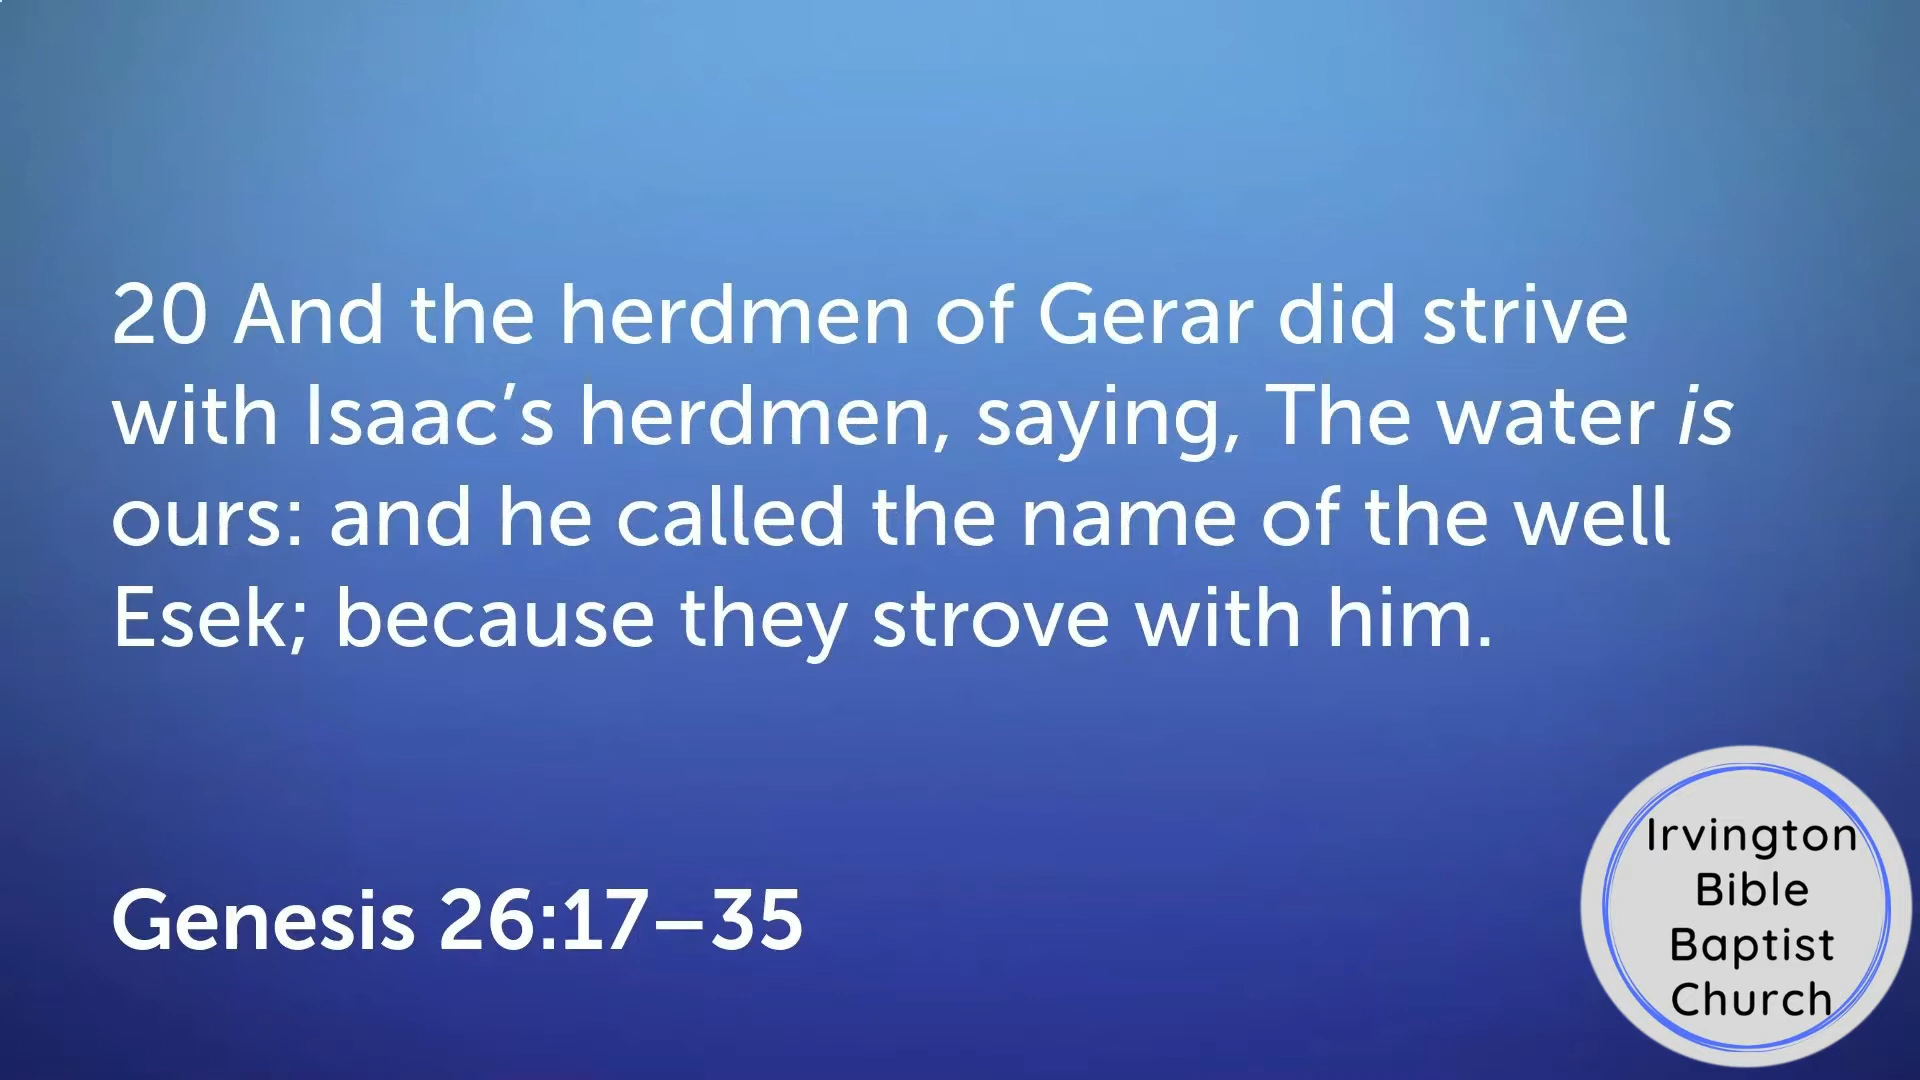 20 And the herdmen of Gerar did strive
with Isaac’s herdmen, saying, The water is
ours: and he called the name of the well
Esek; because they strove with him.
Genesis 26:17–35
Irvington
Bible
Baptist
Church